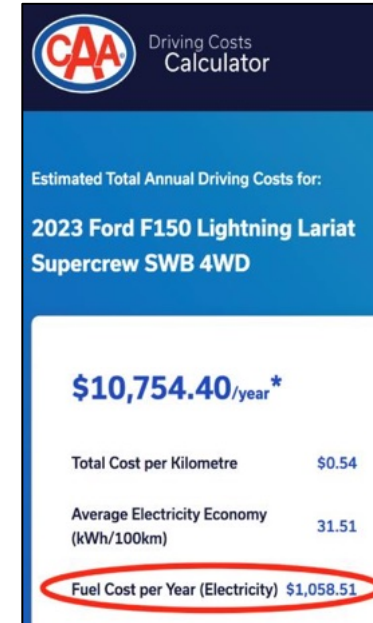 CAA
Driving Costs
Calculator
Estimated Total Annual Driving Costs for:
2023 Ford F150 Lightning Lariat
Supercrew SWB 4WD
$10,754.40/year*
Total Cost per Kilometre $0.54
Average Electricity Economy
(kWh/100km) 31.51
Fuel Cost per Year (Electricity) $1,058.51